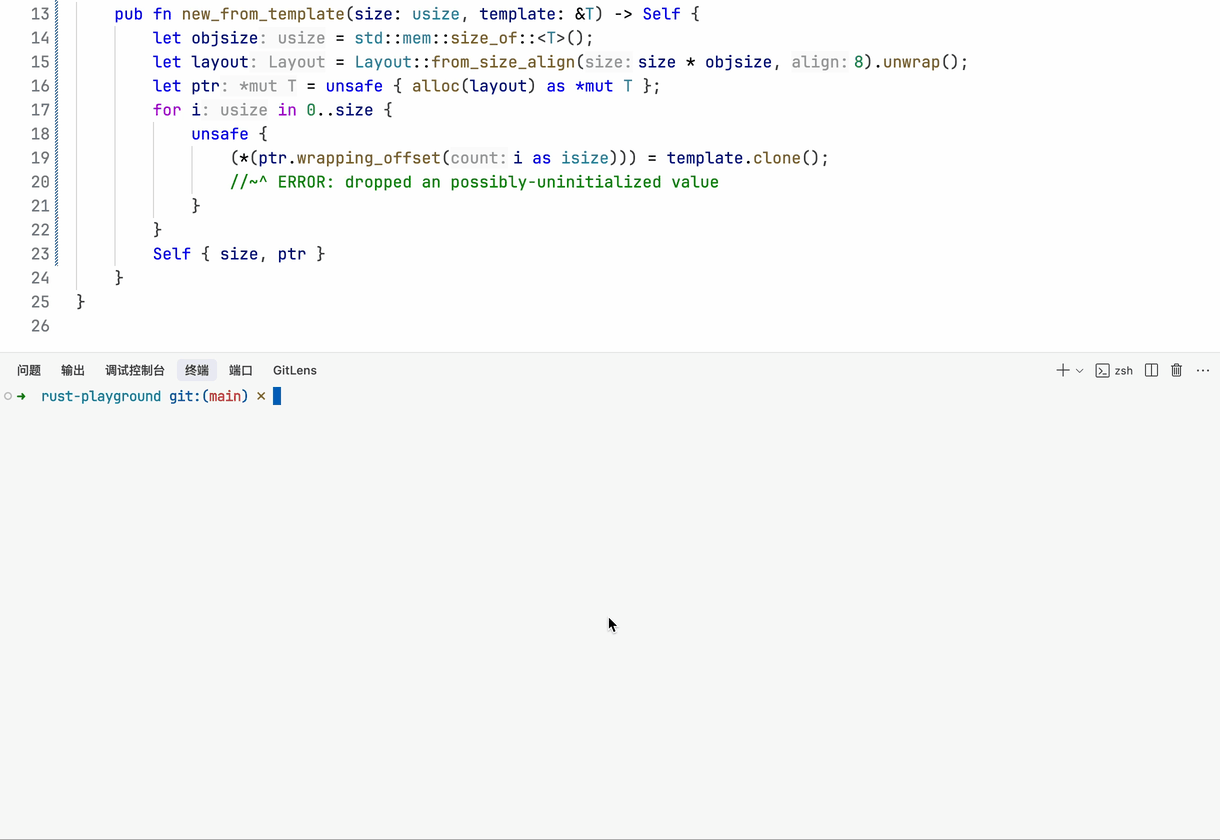 13 pub fn new_from_template(size: usize, template: &T) -> Self {
14 let objsize: usize = std::mem::size_of::<T>();
15 let layout: Layout = Layout::from_size_align(size: size * objsize, align: 8).unwrap();
16 let ptr: *mut T = unsafe { alloc(layout) as *mut T };
17 for i: usize in 0..size {
18 unsafe {
19 (*(ptr.wrapping_offset(count: i as isize))) = template.clone();
20 //~^ ERROR: dropped an possibly-uninitialized value
21 }
22 }
23 Self { size, ptr }
24 }
25 }
26
问题 输出 调试控制台 终端 端口 GitLens zsh
rust-playground git:(main) ×